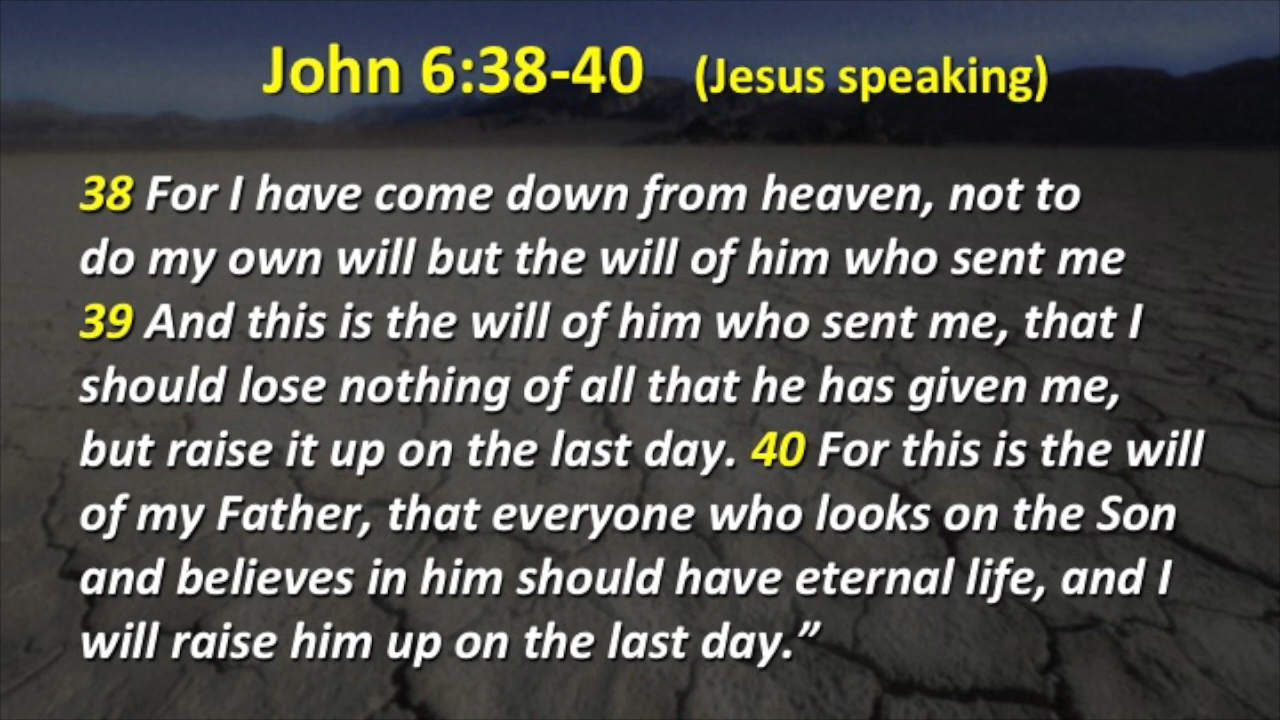 John 6:38-40 (Jesus speaking)
38 For I have come down from heaven, not to
do my own will but the will of him who sent me
39 And this is the will of him who sent me, that I
should lose nothing of all that he has given me,
but raise it up on the last day. 40 For this is the will
of my Father, that everyone who looks on the Son
and believes in him should have eternal life, and I
will raise him up on the last day.”